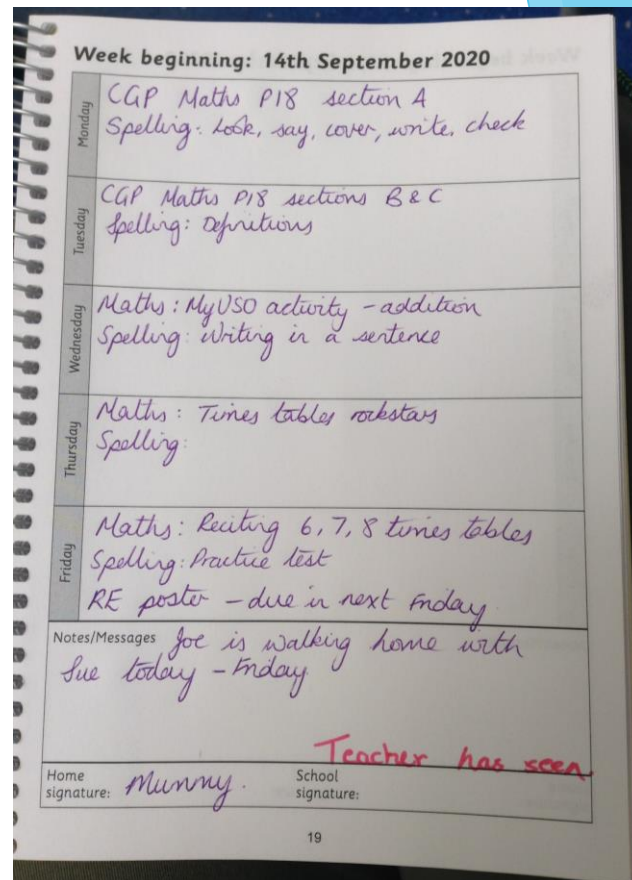 Week beginning: 14th September 2020
Monday
CGP Maths P18 section A
Spelling: Look, say, cover, write, check
Tuesday
CGP Maths P18 sections B & C
Spelling: Definitions
Wednesday
Maths: MyUSO activity - addition
Spelling: Writing in a sentence
Thursday
Maths: Times tables rockstars
Spelling:
Friday
Maths: Reciting 6, 7, 8 times tables
Spelling: Practice test
RE poster - due in next Friday
Notes/Messages Joe is walking home with
Sue today - Friday
Teacher has seen.
Home signature: Mummy.
School signature:
19